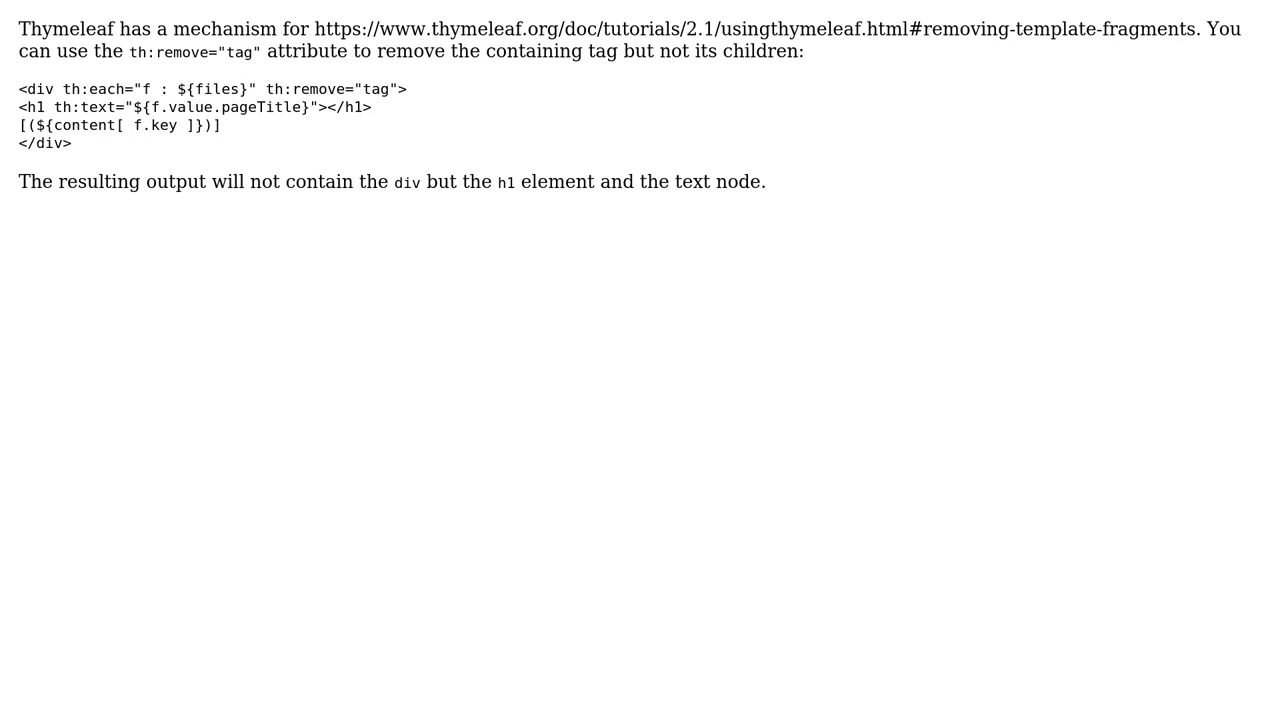 Thymeleaf has a mechanism for https://www.thymeleaf.org/doc/tutorials/2.1/usingthymeleaf.html#removing-template-fragments. You
can use the th:remove="tag" attribute to remove the containing tag but not its children:
<div th:each="f : ${files}" th:remove="tag">
<h1 th:text="${f.value.pageTitle}"></h1>
[(${content[ f.key ]})]
</div>
The resulting output will not contain the div but the h1 element and the text node.